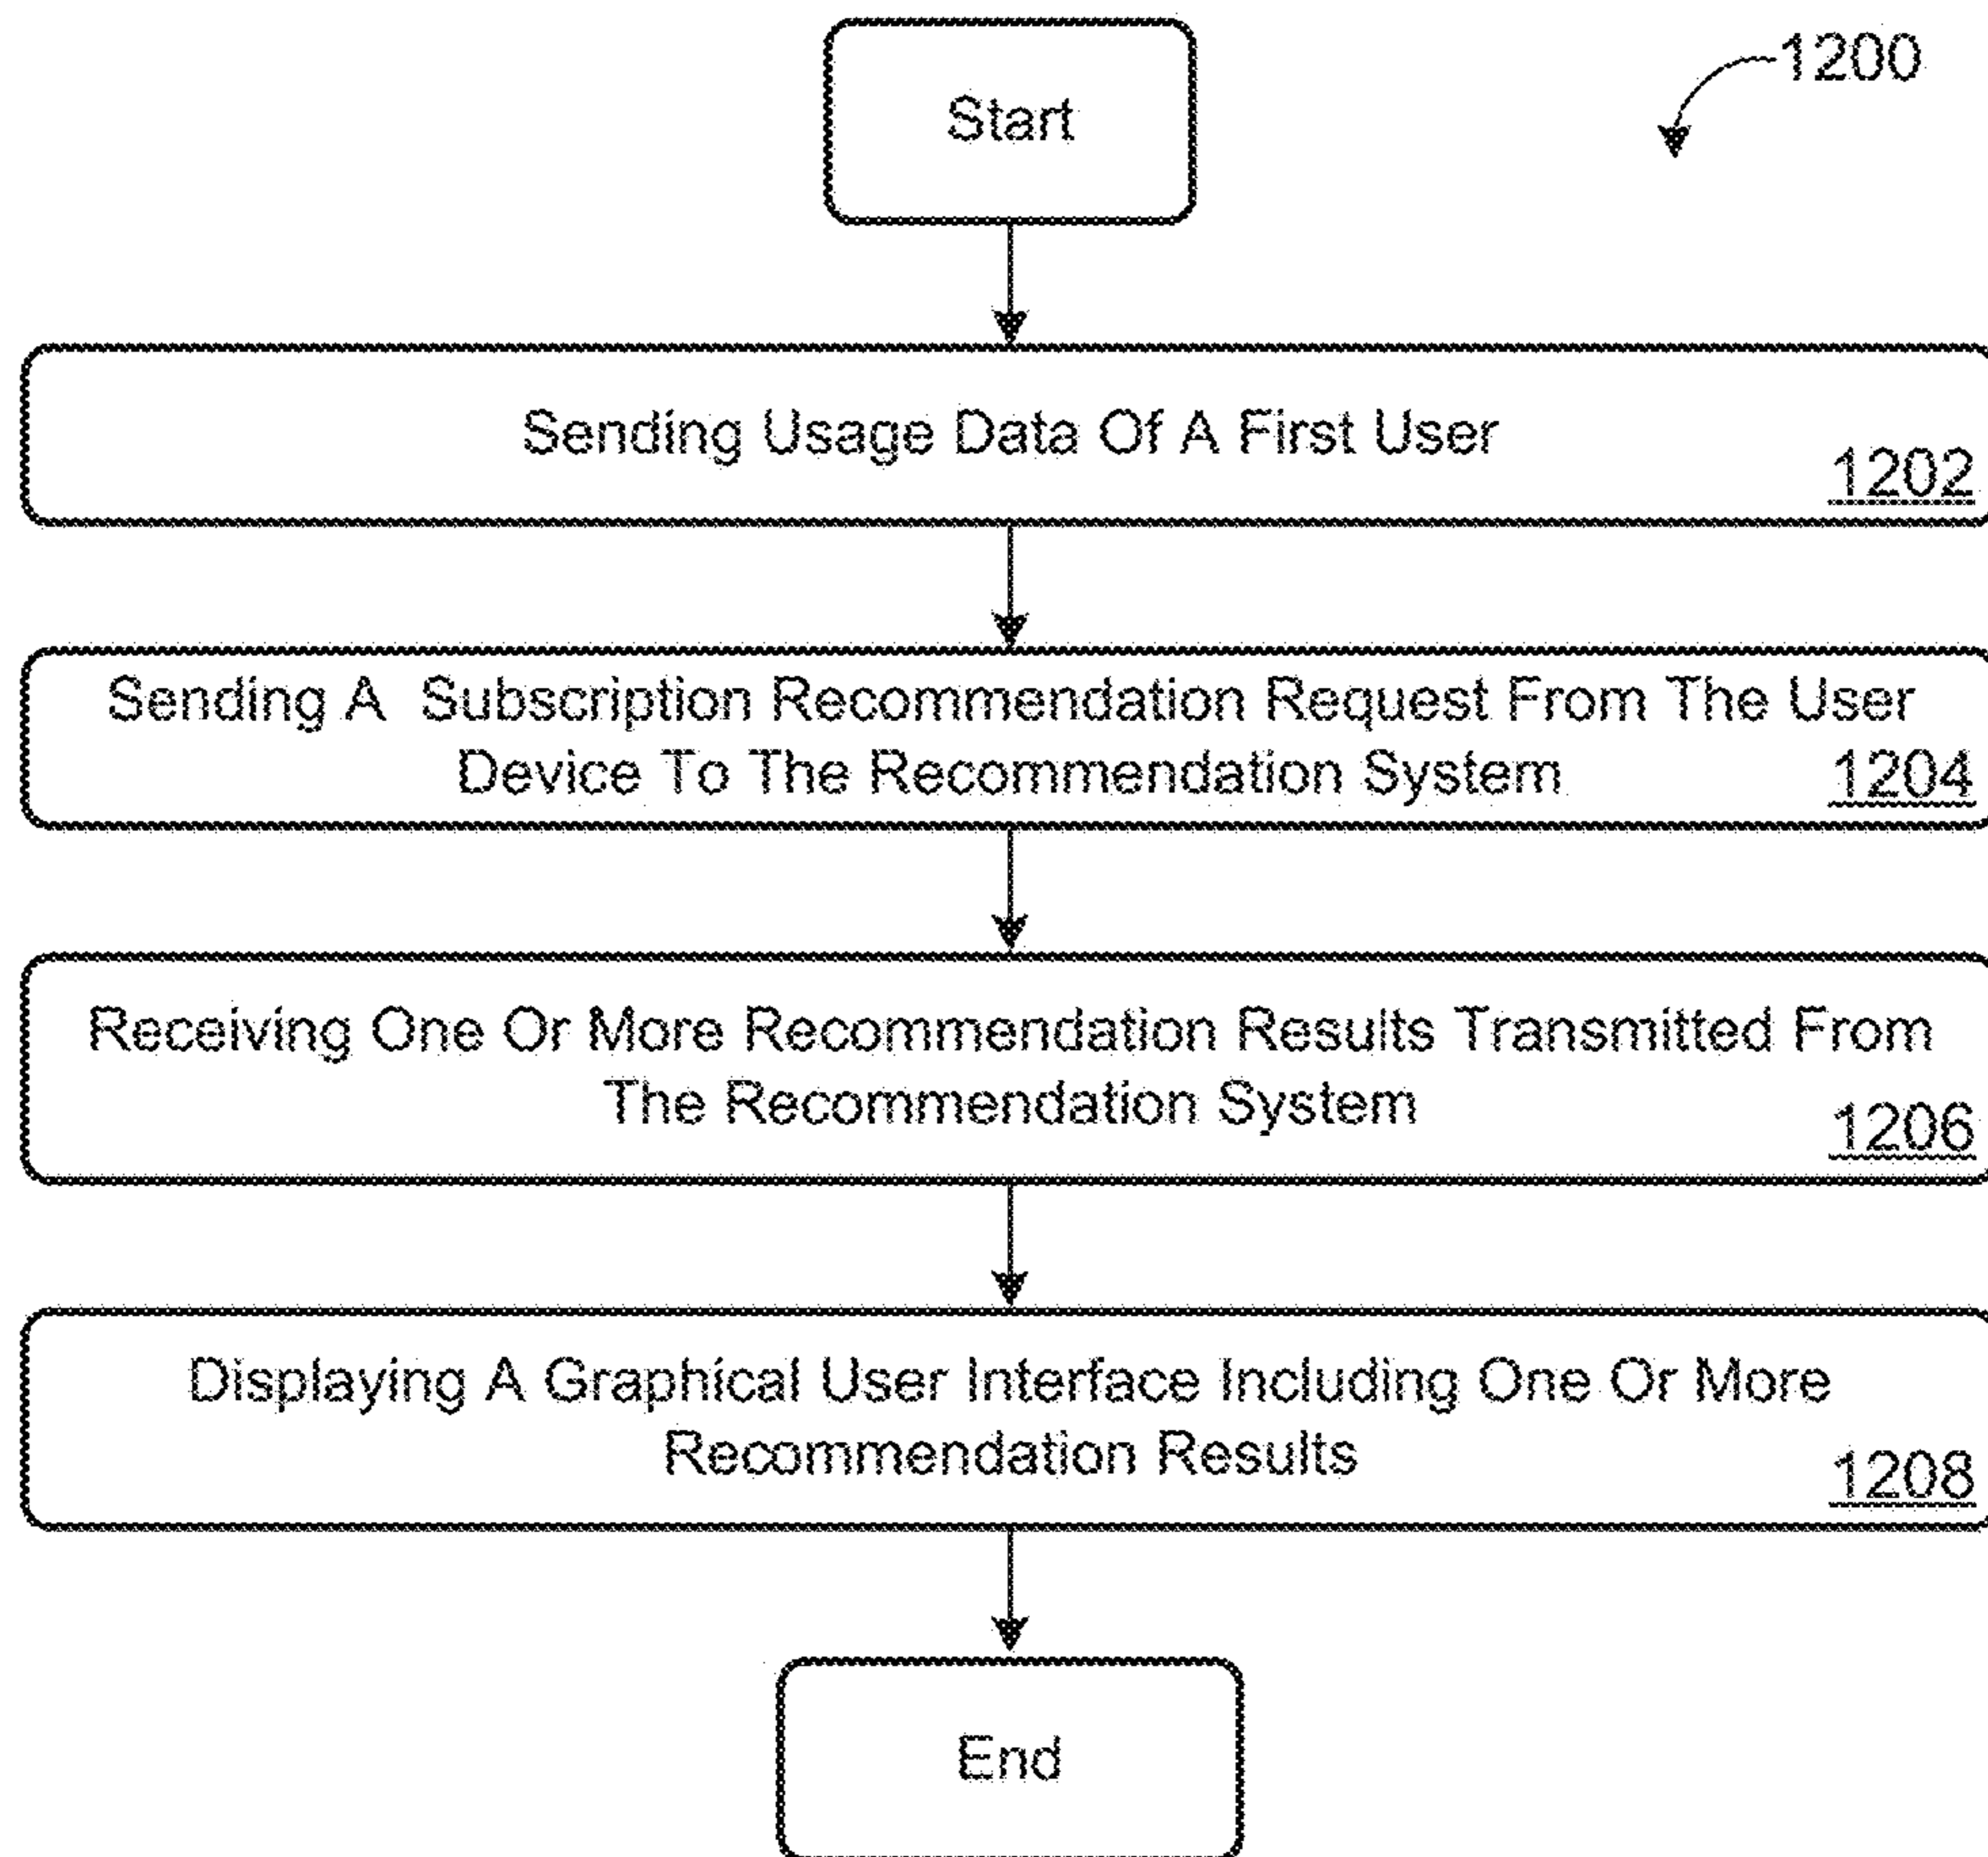 Start
1200
Sending Usage Data Of A First User
1202
Sending A Subscription Recommendation Request From The User
Device To The Recommendation System
1204
Receiving One Or More Recommendation Results Transmitted From
The Recommendation System
1206
Displaying A Graphical User Interface Including One Or More
Recommendation Results
1208
End